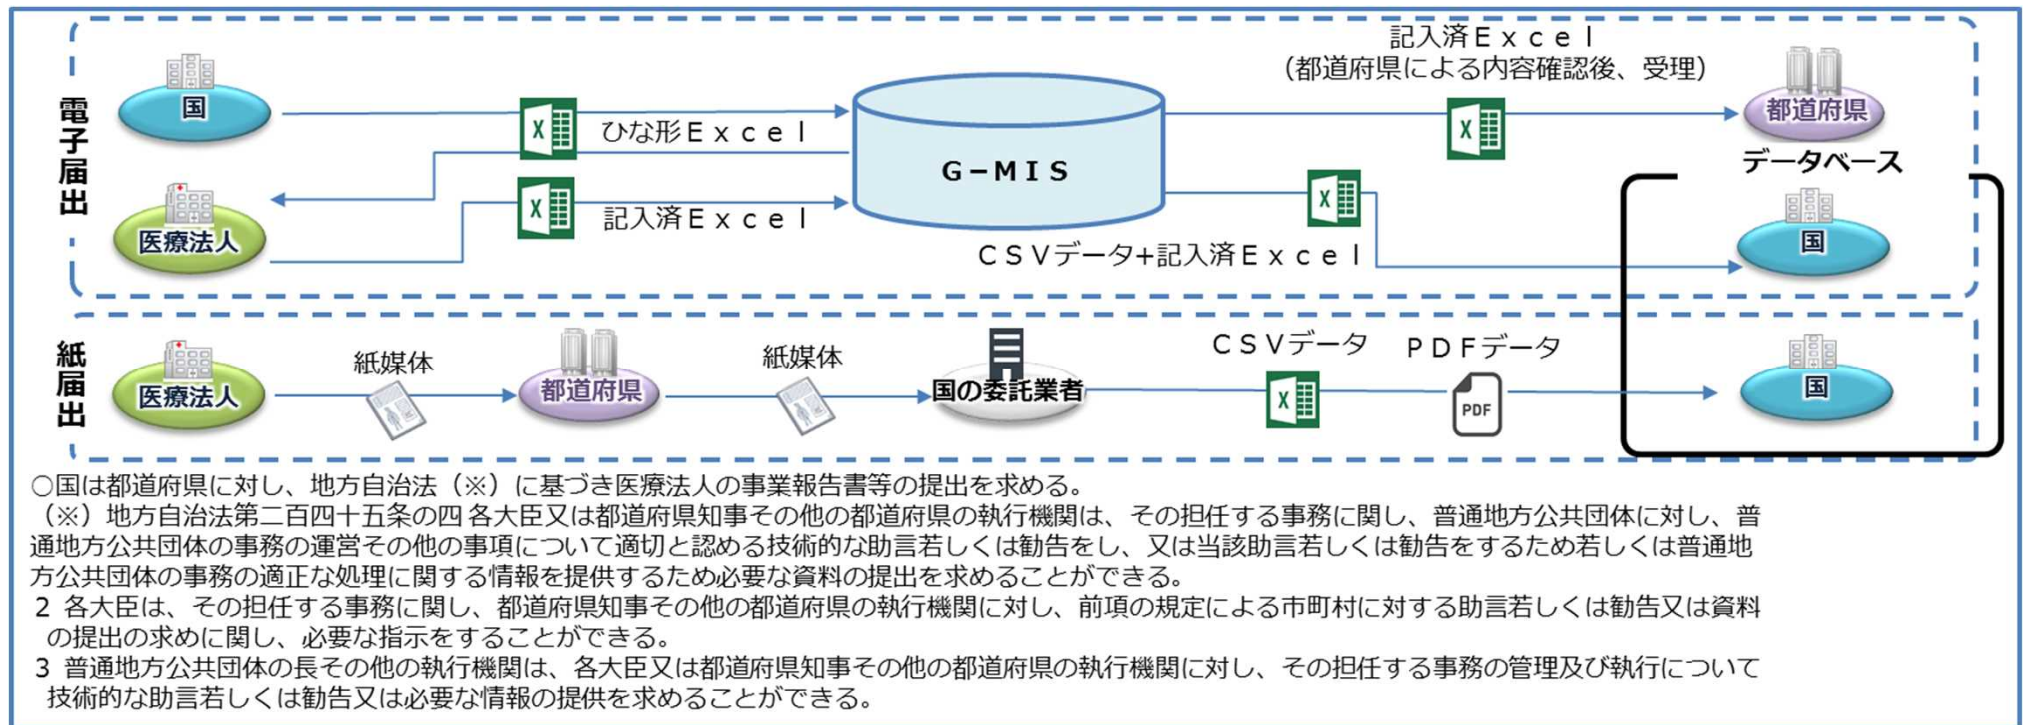 電子届出
国
ひな形Ｅｘｃｅｌ
医療法人
記入済Ｅｘｃｅｌ
Ｇ－ＭＩＳ
記入済Ｅｘｃｅｌ
（都道府県による内容確認後、受理）
都道府県
データベース
ＣＳＶデータ+記入済Ｅｘｃｅｌ
国
紙届出
医療法人
紙媒体
都道府県
紙媒体
国の委託業者
ＣＳＶデータ
ＰＤＦデータ
PDF
国
○国は都道府県に対し、地方自治法（※）に基づき医療法人の事業報告書等の提出を求める。
（※）地方自治法第二百四十五条の四 各大臣又は都道府県知事その他の都道府県の執行機関は、その担任する事務に関し、普通地方公共団体に対し、普
通地方公共団体の事務の運営その他の事項について適切と認める技術的な助言若しくは勧告をし、又は当該助言若しくは勧告をするため若しくは普通地
方公共団体の事務の適正な処理に関する情報を提供するため必要な資料の提出を求めることができる。
２ 各大臣は、その担任する事務に関し、都道府県知事その他の都道府県の執行機関に対し、前項の規定による市町村に対する助言若しくは勧告又は資料
の提出の求めに関し、必要な指示をすることができる。
３ 普通地方公共団体の長その他の執行機関は、各大臣又は都道府県知事その他の都道府県の執行機関に対し、その担任する事務の管理及び執行について
技術的な助言若しくは勧告又は必要な情報の提供を求めることができる。